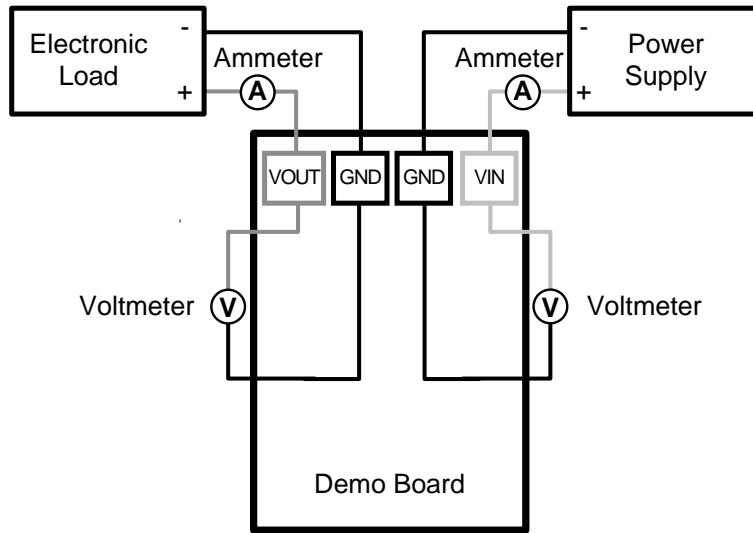 Electronic
Load
-
+
Ammeter
A
Ammeter
A
-
+
Power
Supply
VOUT
GND
GND
VIN
Voltmeter
V
V
Voltmeter
Demo Board